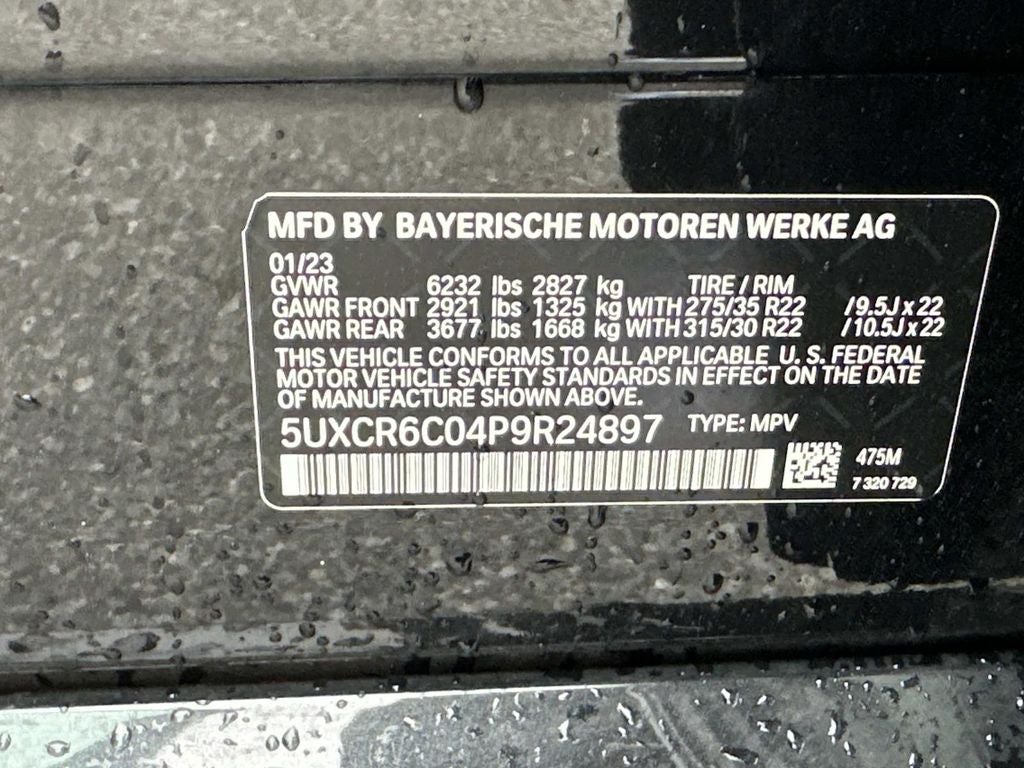 MFD BY BAYERISCHE MOTOREN WERKE AG
01/23
GVWR 6232 lbs 2827 kg TIRE / RIM
GAWR FRONT 2921 lbs 1325 kg WITH 275/35 R22 /9.5J x 22
GAWR REAR 3677 lbs 1668 kg WITH 315/30 R22 /10.5J x 22
THIS VEHICLE CONFORMS TO ALL APPLICABLE U. S. FEDERAL
MOTOR VEHICLE SAFETY STANDARDS IN EFFECT ON THE DATE
OF MANUFACTURE SHOWN ABOVE.
5UXCR6C04P9R24897 TYPE: MPV
475M
7 320 729